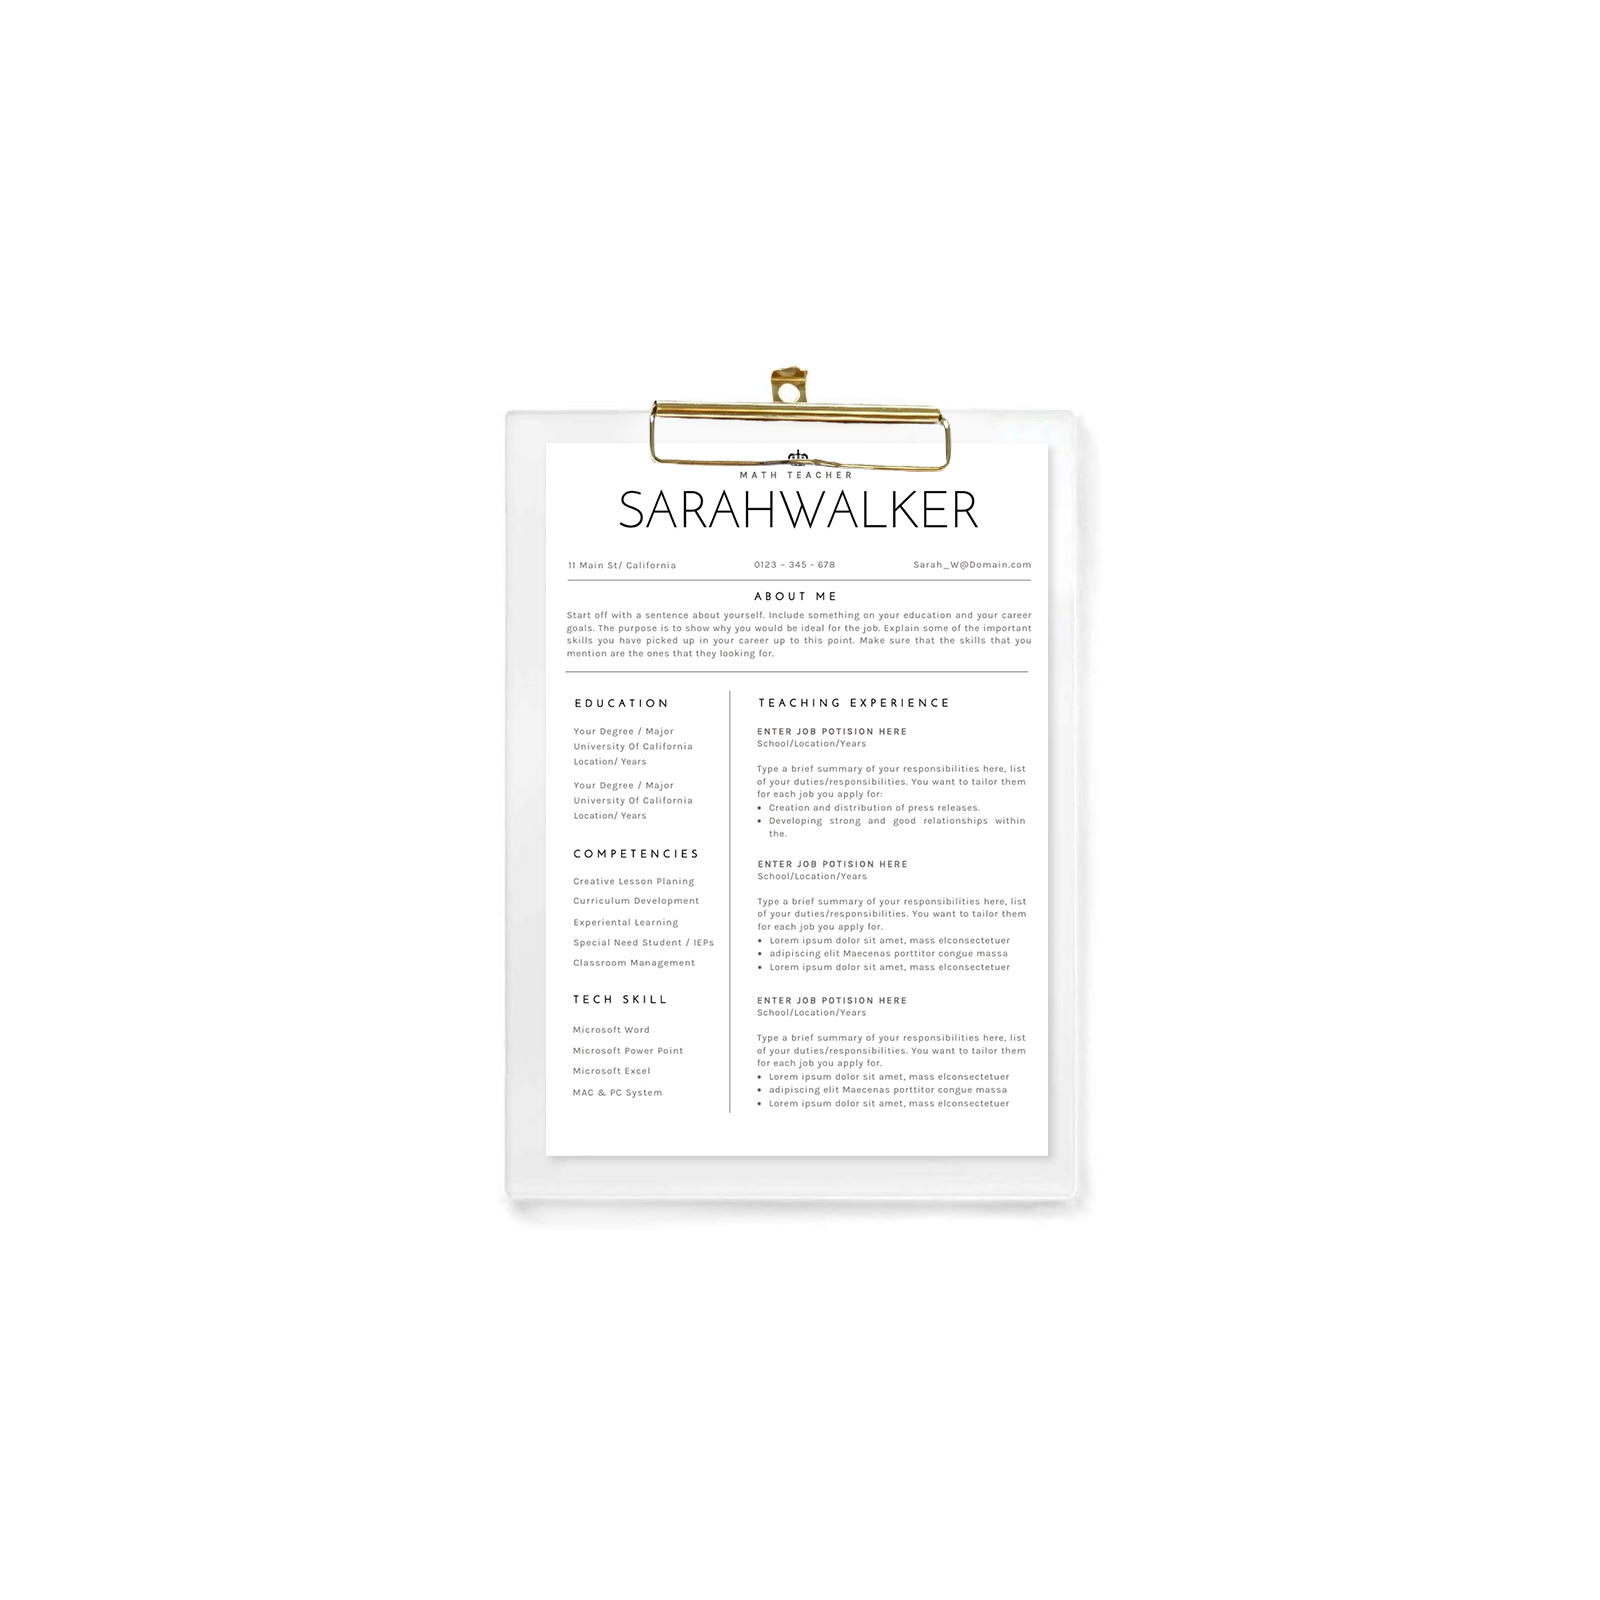 MATH TEACHER
SARAHWALKER
11 Main St/ California
0123 – 345 - 678
Sarah_W@Domain.com
ABOUT ME
Start off with a sentence about yourself. Include something on your education and your career
goals. The purpose is to show why you would be ideal for the job. Explain some of the important
skills you have picked up in your career up to this point. Make sure that the skills that you
mention are the ones that they looking for.
EDUCATION
Your Degree / Major
University Of California
Location/ Years
Your Degree / Major
University Of California
Location/ Years
COMPETENCIES
Creative Lesson Planing
Curriculum Development
Experiental Learning
Special Need Student / IEPs
Classroom Management
TECH SKILL
Microsoft Word
Microsoft Power Point
Microsoft Excel
MAC & PC System
TEACHING EXPERIENCE
ENTER JOB POTISION HERE
School/Location/Years
Type a brief summary of your responsibilities here, list
of your duties/responsibilities. You want to tailor them
for each job you apply for:
• Creation and distribution of press releases.
• Developing strong and good relationships within
the.
ENTER JOB POTISION HERE
School/Location/Years
Type a brief summary of your responsibilities here, list
of your duties/responsibilities. You want to tailor them
for each job you apply for.
• Lorem ipsum dolor sit amet, mass elconsectetuer
• adipiscing elit Maecenas porttitor congue massa
• Lorem ipsum dolor sit amet, mass elconsectetuer
ENTER JOB POTISION HERE
School/Location/Years
Type a brief summary of your responsibilities here, list
of your duties/responsibilities. You want to tailor them
for each job you apply for.
• Lorem ipsum dolor sit amet, mass elconsectetuer
• adipiscing elit Maecenas porttitor congue massa
• Lorem ipsum dolor sit amet, mass elconsectetuer